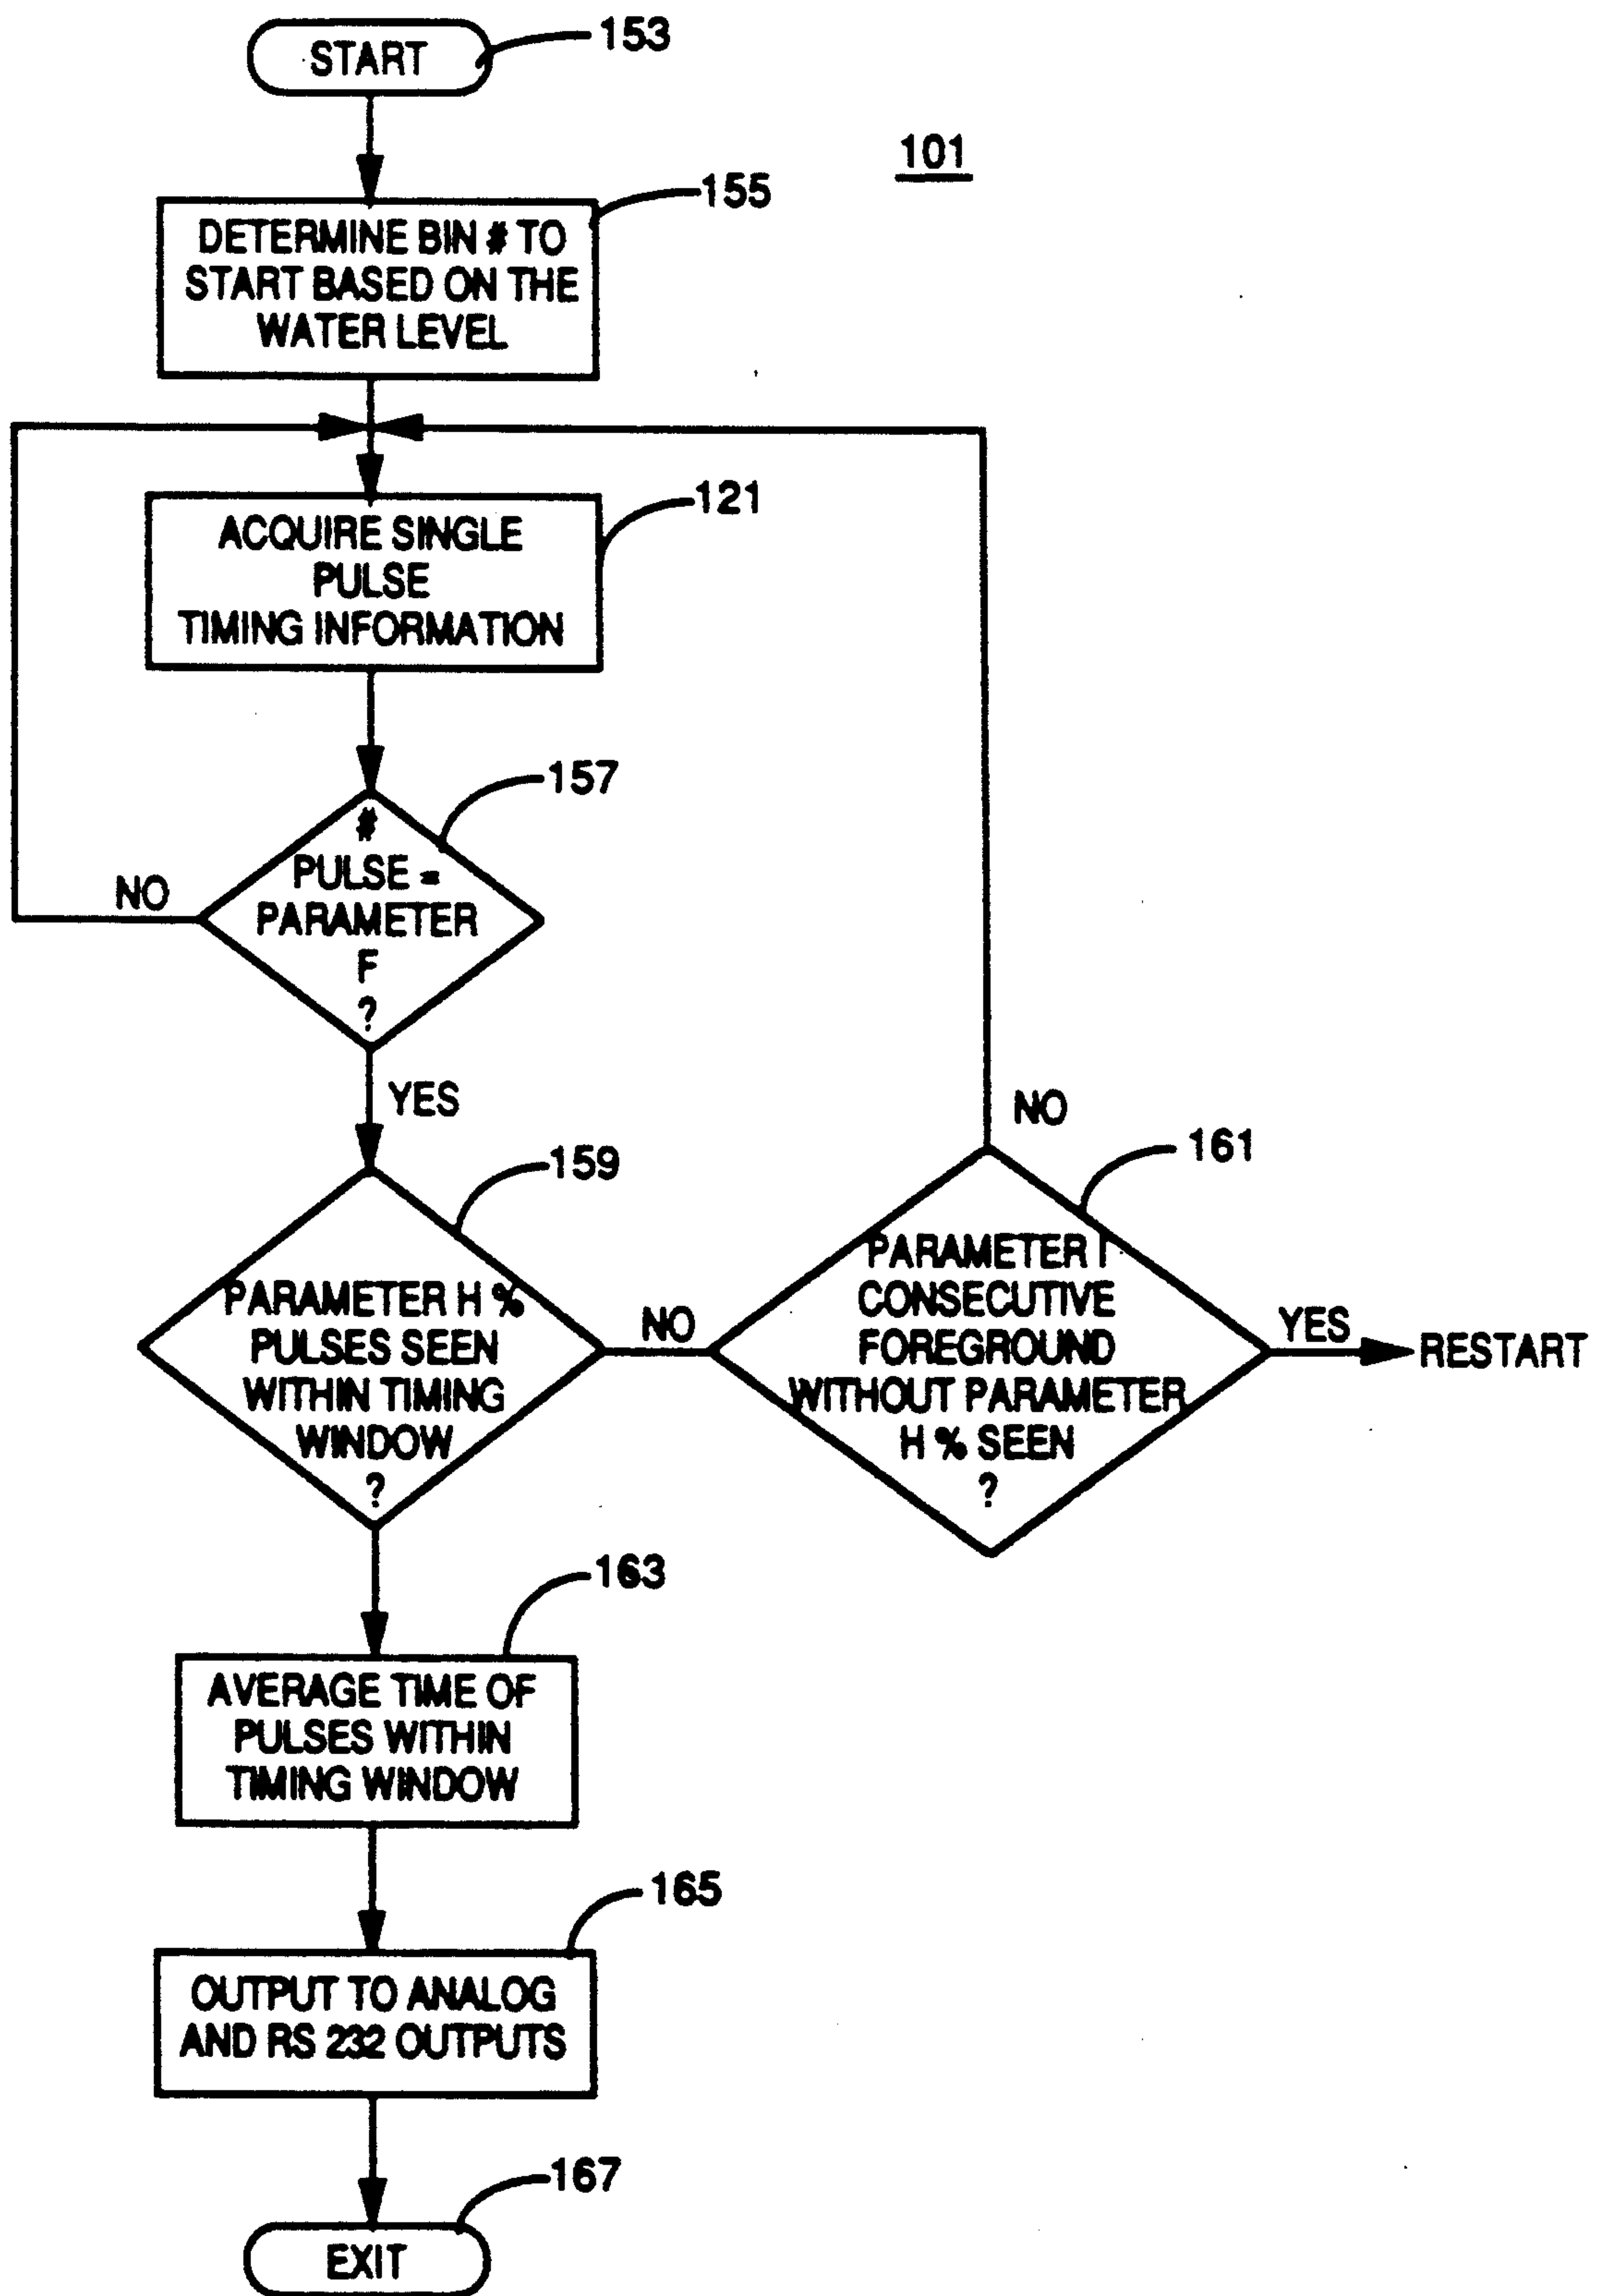 START
153
101
155
DETERMINE BIN # TO
START BASED ON THE
WATER LEVEL
121
ACQUIRE SINGLE
PULSE
TIMING INFORMATION
157
#
PULSE =
PARAMETER
F
?
NO
YES
159
PARAMETER H %
PULSES SEEN
WITHIN TIMING
WINDOW
?
NO
NO
161
PARAMETER I
CONSECUTIVE
FOREGROUND
WITHOUT PARAMETER
H % SEEN
?
YES
RESTART
163
AVERAGE TIME OF
PULSES WITHIN
TIMING WINDOW
165
OUTPUT TO ANALOG
AND RS 232 OUTPUTS
167
EXIT